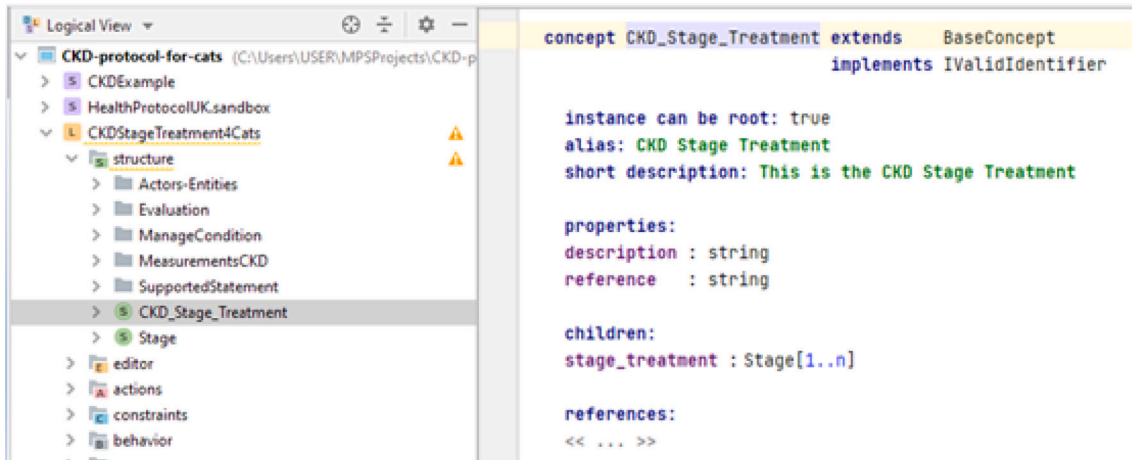 Logical View
CKD-protocol-for-cats (C:\Users\USER\MPSProjects\CKD-p
CKDExample
HealthProtocolUK.sandbox
CKDStageTreatment4Cats
structure
Actors-Entities
Evaluation
ManageCondition
MeasurementsCKD
SupportedStatement
CKD_Stage_Treatment
Stage
editor
actions
constraints
behavior
concept CKD_Stage_Treatment extends BaseConcept
implements IValidIdentifier
instance can be root: true
alias: CKD Stage Treatment
short description: This is the CKD Stage Treatment
properties:
description : string
reference : string
children:
stage_treatment : Stage[1..n]
references:
<< ... >>